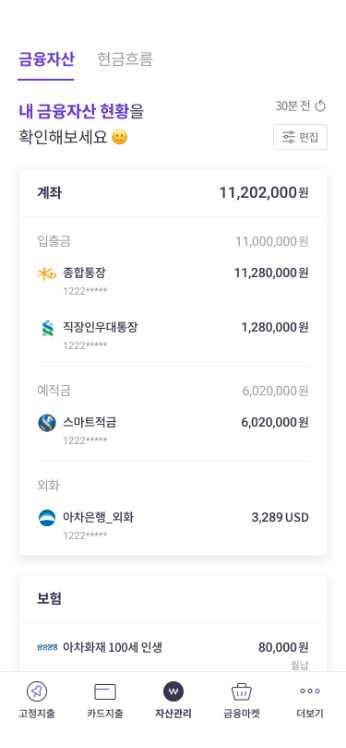 금융자산 현금흐름
내 금융자산 현황을
30분 전
확인해보세요
편집
계좌 11,202,000원
입출금 11,000,000원
종합통장 11,280,000원
1222*****
직장인우대통장 1,280,000원
1222*****
예적금 6,020,000원
스마트적금 6,020,000원
1222*****
외화
아차은행_외화 3,289 USD
1222*****
보험
삼성생명 아차화재 100세 인생 80,000원
월납
고정지출 카드지출 자산관리 금융마켓 더보기